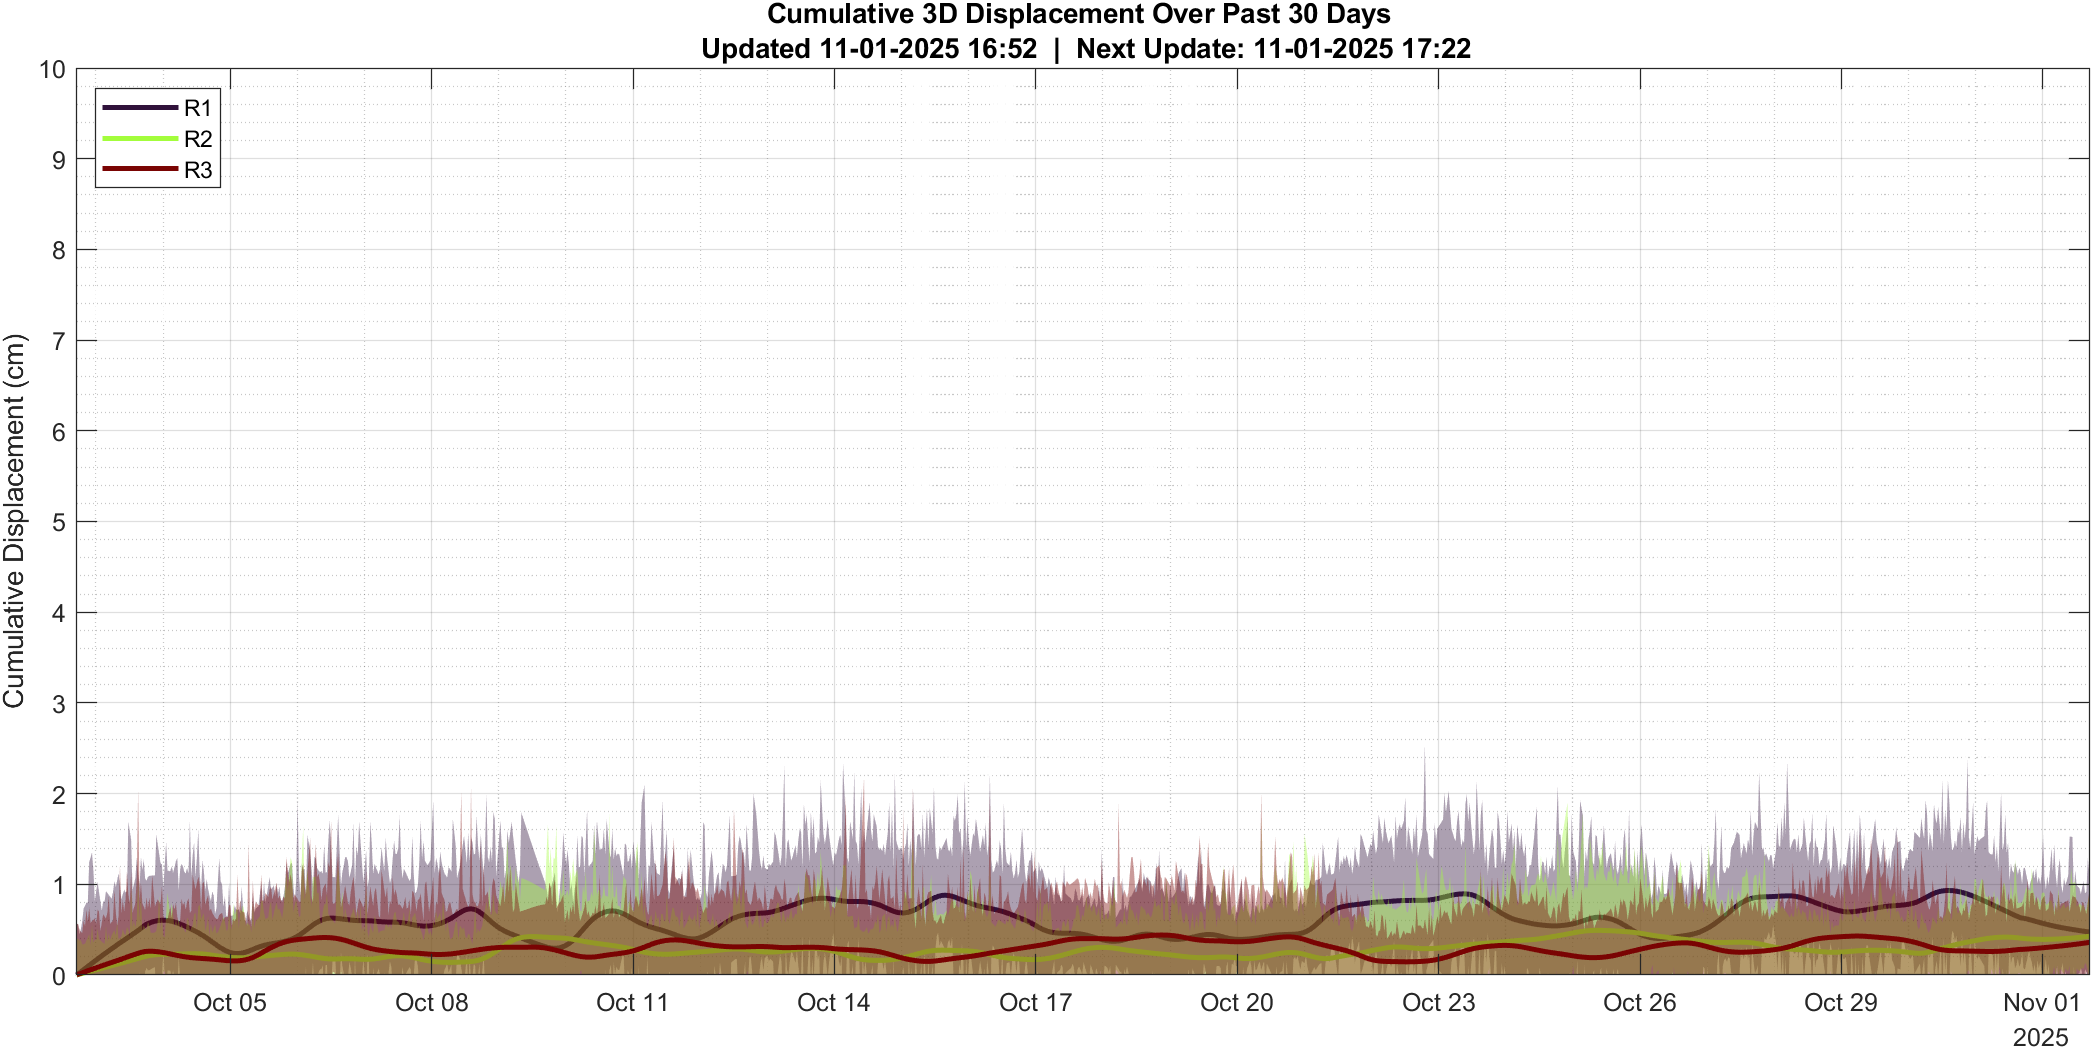 Cumulative 3D Displacement Over Past 30 Days
Updated 11-01-2025 16:52 | Next Update: 11-01-2025 17:22
R1
R2
R3
Cumulative Displacement (cm)
10
9
8
7
6
5
4
3
2
1
0
Oct 05 Oct 08 Oct 11 Oct 14 Oct 17 Oct 20 Oct 23 Oct 26 Oct 29 Nov 01
2025